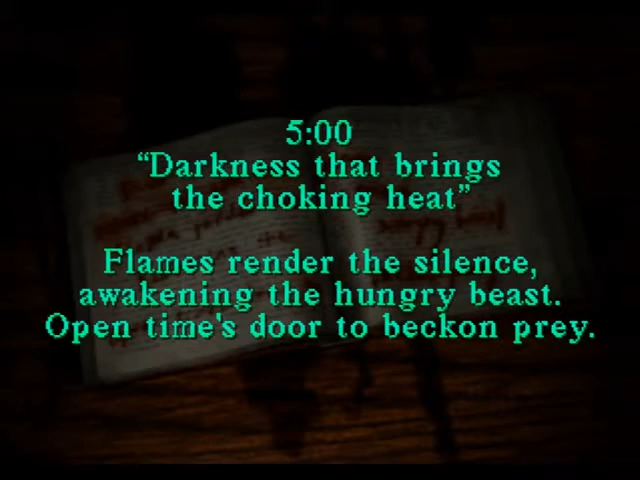 5:00
“Darkness that brings
the choking heat”
Flames render the silence,
awakening the hungry beast.
Open time's door to beckon prey.